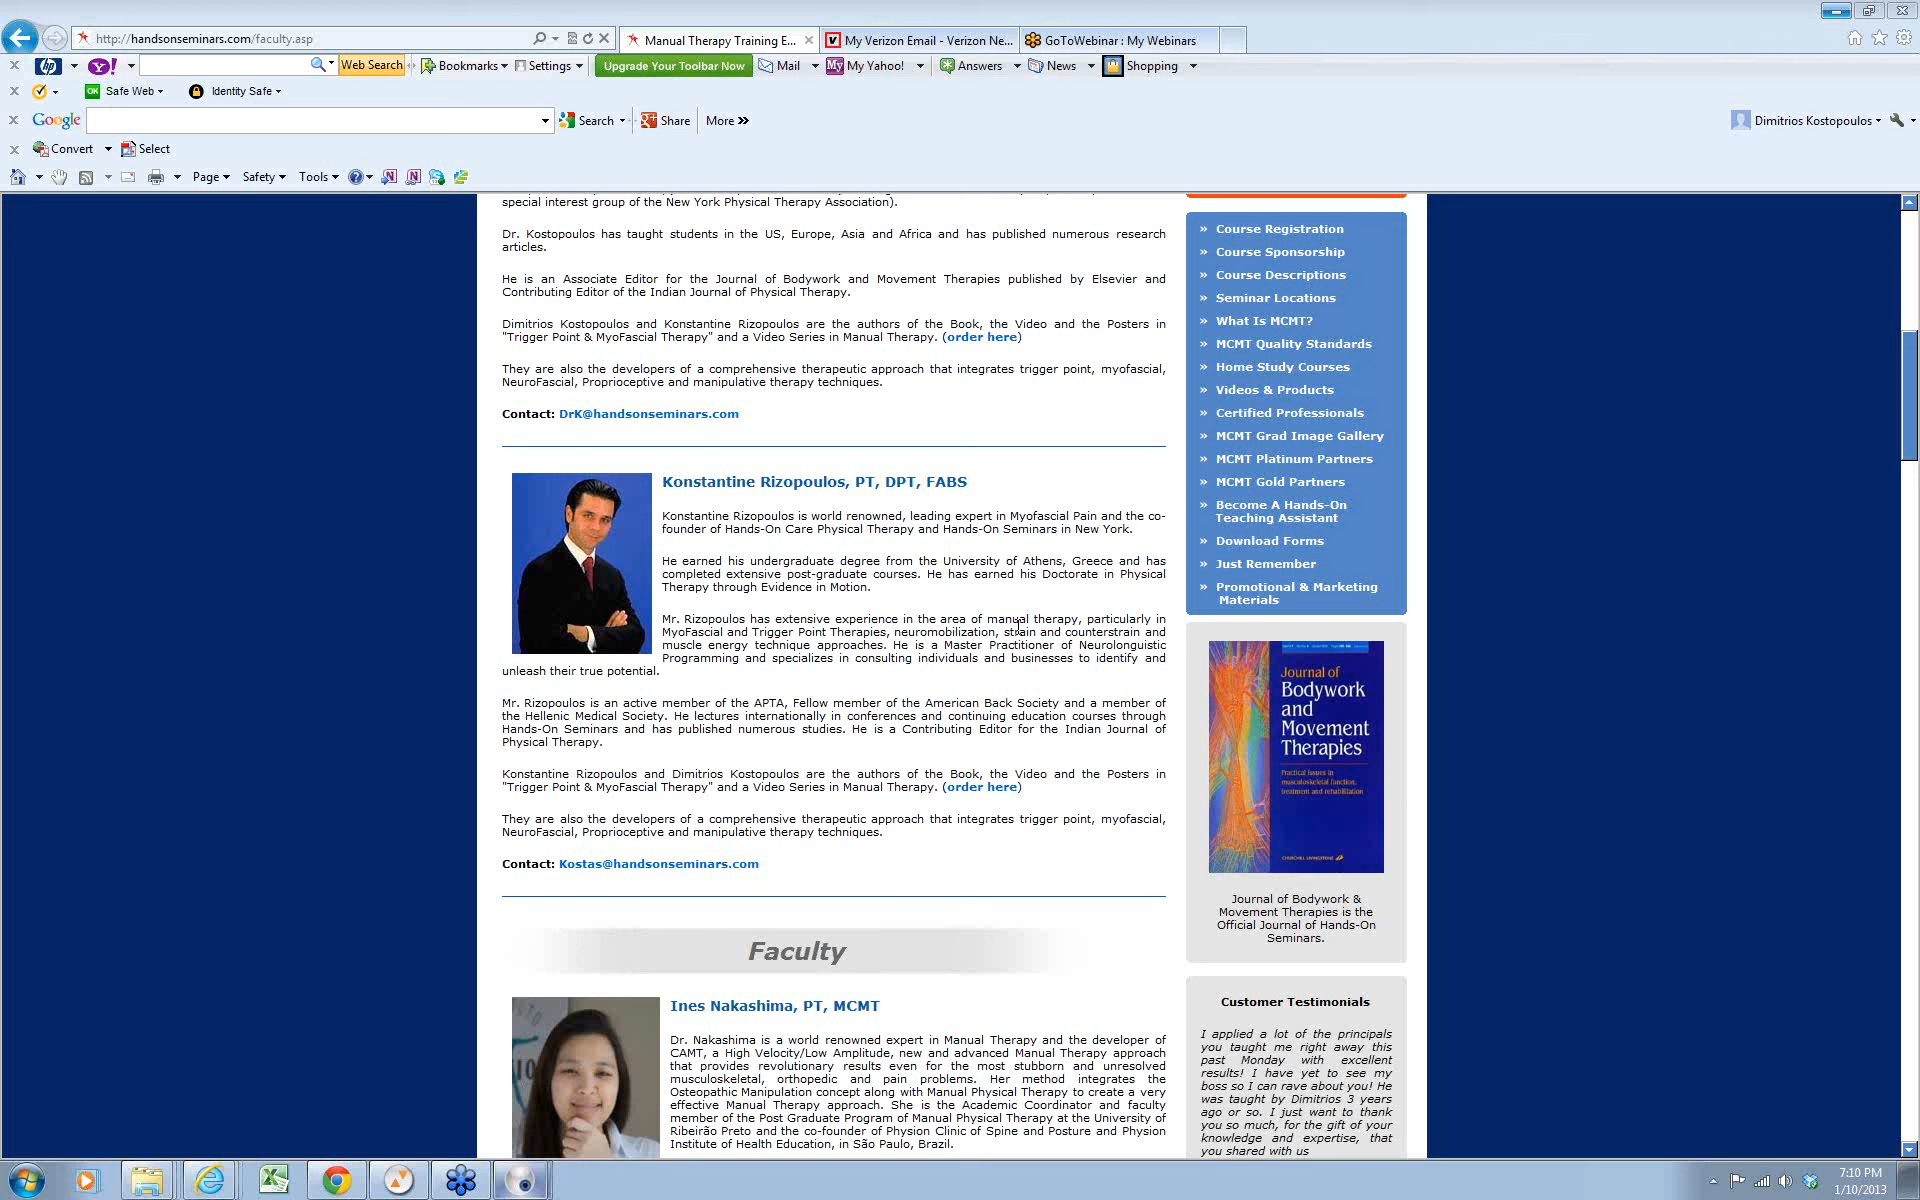 http://handsonseminars.com/faculty.asp
Manual Therapy Training E...
My Verizon Email - Verizon Ne...
GoToWebinar : My Webinars
hp
Y!
Web Search
Bookmarks
Settings
Upgrade Your Toolbar Now
Mail
My Yahoo!
Answers
News
Shopping
OK Safe Web
Identity Safe
Google
Search
Share
More »
Dimitrios Kostopoulos
Convert
Select
Page
Safety
Tools
special interest group of the New York Physical Therapy Association).
Dr. Kostopoulos has taught students in the US, Europe, Asia and Africa and has published numerous research
articles.
He is an Associate Editor for the Journal of Bodywork and Movement Therapies published by Elsevier and
Contributing Editor of the Indian Journal of Physical Therapy.
Dimitrios Kostopoulos and Konstantine Rizopoulos are the authors of the Book, the Video and the Posters in
"Trigger Point & MyoFascial Therapy" and a Video Series in Manual Therapy. (order here)
They are also the developers of a comprehensive therapeutic approach that integrates trigger point, myofascial,
NeuroFascial, Proprioceptive and manipulative therapy techniques.
Contact: DrK@handsonseminars.com
Konstantine Rizopoulos, PT, DPT, FABS
Konstantine Rizopoulos is world renowned, leading expert in Myofascial Pain and the co-
founder of Hands-On Care Physical Therapy and Hands-On Seminars in New York.
He earned his undergraduate degree from the University of Athens, Greece and has
completed extensive post-graduate courses. He has earned his Doctorate in Physical
Therapy through Evidence in Motion.
Mr. Rizopoulos has extensive experience in the area of manual therapy, particularly in
MyoFascial and Trigger Point Therapies, neuromobilization, strain and counterstrain and
muscle energy technique approaches. He is a Master Practitioner of Neurolonguistic
Programming and specializes in consulting individuals and businesses to identify and
unleash their true potential.
Mr. Rizopoulos is an active member of the APTA, Fellow member of the American Back Society and a member of
the Hellenic Medical Society. He lectures internationally in conferences and continuing education courses through
Hands-On Seminars and has published numerous studies. He is a Contributing Editor for the Indian Journal of
Physical Therapy.
Konstantine Rizopoulos and Dimitrios Kostopoulos are the authors of the Book, the Video and the Posters in
"Trigger Point & MyoFascial Therapy" and a Video Series in Manual Therapy. (order here)
They are also the developers of a comprehensive therapeutic approach that integrates trigger point, myofascial,
NeuroFascial, Proprioceptive and manipulative therapy techniques.
Contact: Kostas@handsonseminars.com
Faculty
Ines Nakashima, PT, MCMT
Dr. Nakashima is a world renowned expert in Manual Therapy and the developer of
CAMT, a High Velocity/Low Amplitude, new and advanced Manual Therapy approach
that provides revolutionary results even for the most stubborn and unresolved
musculoskeletal, orthopedic and pain problems. Her method integrates the
Osteopathic Manipulation concept along with Manual Physical Therapy to create a very
effective Manual Therapy approach. She is the Academic Coordinator and faculty
member of the Post Graduate Program of Manual Physical Therapy at the University of
Ribeirão Preto and the co-founder of Physion Clinic of Spine and Posture and Physion
Institute of Health Education, in São Paulo, Brazil.
» Course Registration
» Course Sponsorship
» Course Descriptions
» Seminar Locations
» What Is MCMT?
» MCMT Quality Standards
» Home Study Courses
» Videos & Products
» Certified Professionals
» MCMT Grad Image Gallery
» MCMT Platinum Partners
» MCMT Gold Partners
» Become A Hands-On
Teaching Assistant
» Download Forms
» Just Remember
» Promotional & Marketing
Materials
Journal of
Bodywork
and
Movement
Therapies
Practical issues in
musculoskeletal function,
treatment and rehabilitation
CHURCHILL LIVINGSTONE
Journal of Bodywork &
Movement Therapies is the
Official Journal of Hands-On
Seminars.
Customer Testimonials
I applied a lot of the principals
you taught me right away this
past Monday with excellent
results! I have yet to see my
boss so I can rave about you! He
was taught by Dimitrios 3 years
ago or so. I just want to thank
you so much, for the gift of your
knowledge and expertise, that
you shared with us
7:10 PM
1/10/2013